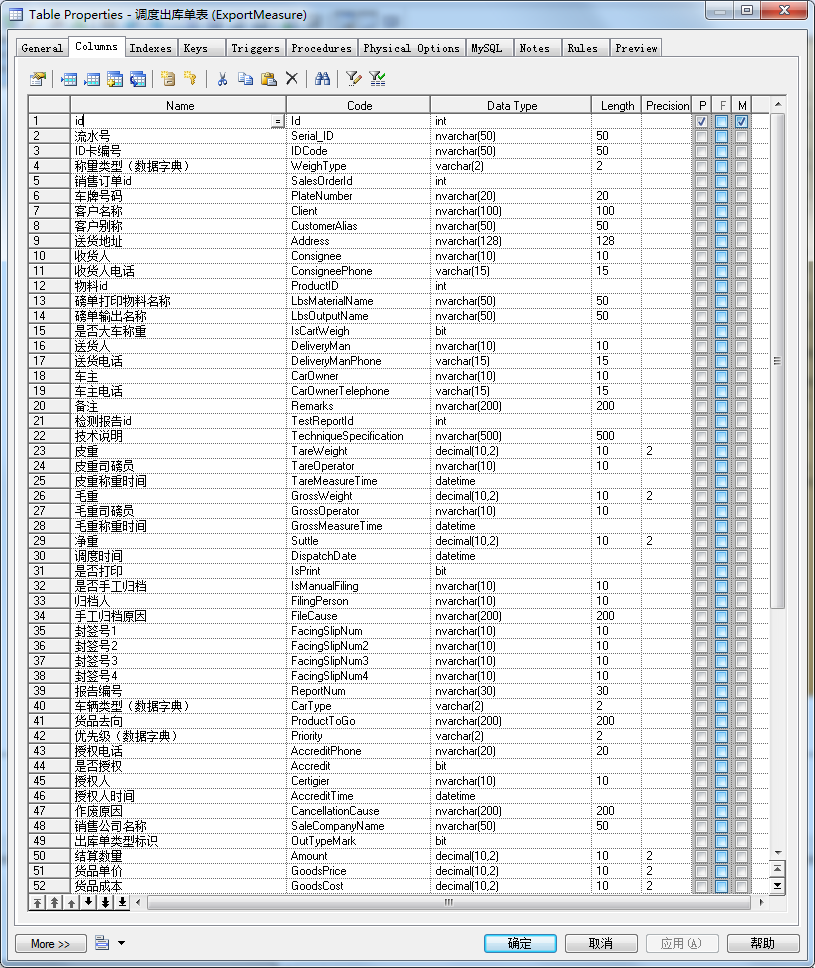 Table Properties - 调度出库单表 (ExportMeasure)
General Columns Indexes Keys Triggers Procedures Physical Options MySQL Notes Rules Preview
Name Code Data Type Length Precision P F M
1 id = Id int
2 流水号 Serial_ID nvarchar(50) 50
3 ID卡编号 IDCode nvarchar(50) 50
4 称量类型（数据字典） WeighType varchar(2) 2
5 销售订单id SalesOrderId int
6 车牌号码 PlateNumber nvarchar(20) 20
7 客户名称 Client nvarchar(100) 100
8 客户别称 CustomerAlias nvarchar(50) 50
9 送货地址 Address nvarchar(128) 128
10 收货人 Consignee nvarchar(10) 10
11 收货人电话 ConsigneePhone varchar(15) 15
12 物料id ProductID int
13 磅单打印物料名称 LbsMaterialName nvarchar(50) 50
14 磅单输出名称 LbsOutputName nvarchar(50) 50
15 是否大车称重 IsCartWeigh bit
16 送货人 DeliveryMan nvarchar(10) 10
17 送货电话 DeliveryManPhone varchar(15) 15
18 车主 CarOwner nvarchar(10) 10
19 车主电话 CarOwnerTelephone varchar(15) 15
20 备注 Remarks nvarchar(200) 200
21 检测报告id TestReportId int
22 技术说明 TechniqueSpecification nvarchar(500) 500
23 皮重 TareWeight decimal(10,2) 10 2
24 皮重司磅员 TareOperator nvarchar(10) 10
25 皮重称重时间 TareMeasureTime datetime
26 毛重 GrossWeight decimal(10,2) 10 2
27 毛重司磅员 GrossOperator nvarchar(10) 10
28 毛重称重时间 GrossMeasureTime datetime
29 净重 Suttle decimal(10,2) 10 2
30 调度时间 DispatchDate datetime
31 是否打印 IsPrint bit
32 是否手工归档 IsManualFiling nvarchar(10) 10
33 归档人 FilingPerson nvarchar(10) 10
34 手工归档原因 FileCause nvarchar(200) 200
35 封签号1 FacingSlipNum nvarchar(10) 10
36 封签号2 FacingSlipNum2 nvarchar(10) 10
37 封签号3 FacingSlipNum3 nvarchar(10) 10
38 封签号4 FacingSlipNum4 nvarchar(10) 10
39 报告编号 ReportNum nvarchar(30) 30
40 车辆类型（数据字典） CarType varchar(2) 2
41 货品去向 ProductToGo nvarchar(200) 200
42 优先级（数据字典） Priority varchar(2) 2
43 授权电话 AccreditPhone nvarchar(20) 20
44 是否授权 Accredit bit
45 授权人 Certigier nvarchar(10) 10
46 授权人时间 AccreditTime datetime
47 作废原因 CancellationCause nvarchar(200) 200
48 销售公司名称 SaleCompanyName nvarchar(50) 50
49 出库单类型标识 OutTypeMark bit
50 结算数量 Amount decimal(10,2) 10 2
51 货品单价 GoodsPrice decimal(10,2) 10 2
52 货品成本 GoodsCost decimal(10,2) 10 2
More >> 确定 取消 应用(A) 帮助